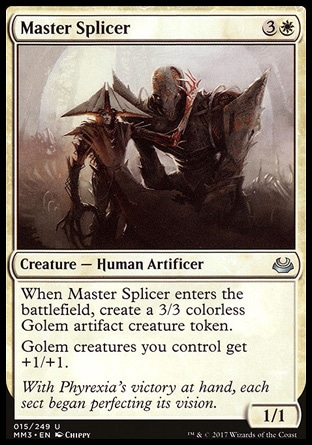 Master Splicer 3
Creature — Human Artificer
When Master Splicer enters the
battlefield, create a 3/3 colorless
Golem artifact creature token.
Golem creatures you control get
+1/+1.
With Phyrexia's victory at hand, each
sect began perfecting its vision.
1/1
015/249 U
MM3 • EN Chippy
™ & © 2017 Wizards of the Coast